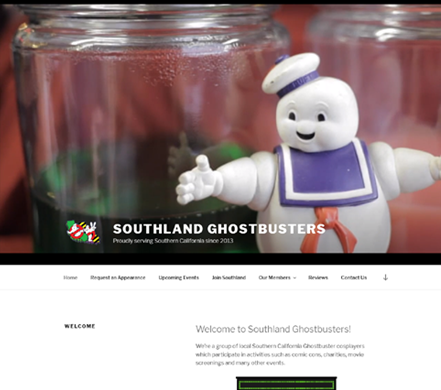 SOUTHLAND GHOSTBUSTERS
Proudly serving Southern California since 2013
Home Request an Appearance Upcoming Events Join Southland Our Members Reviews Contact Us
WELCOME
Welcome to Southland Ghostbusters!
We're a group of local Southern California Ghostbuster cosplayers
which participate in activities such as comic cons, charities, movie
screenings and many other events.